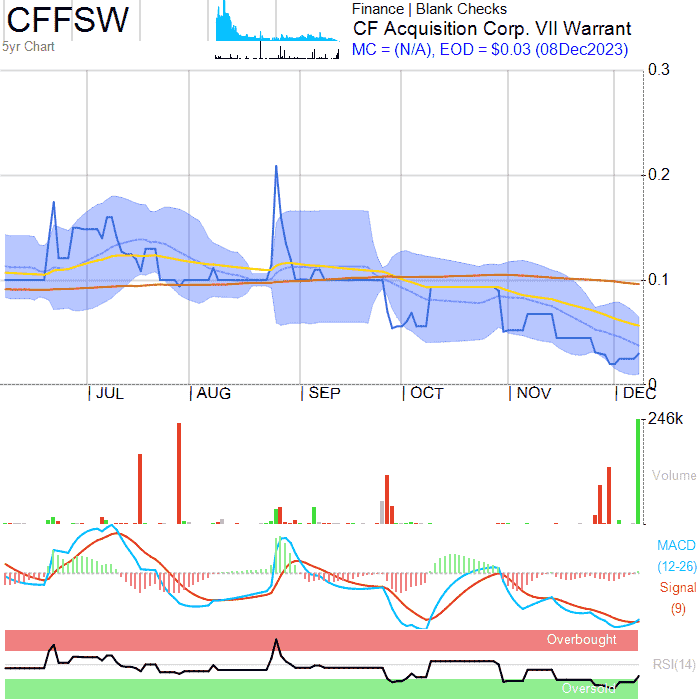 CFFSW
5yr Chart
Finance | Blank Checks
CF Acquisition Corp. VII Warrant
MC = (N/A), EOD = $0.03 (08Dec2023)
0.3
0.2
0.1
0
JUL
AUG
SEP
OCT
NOV
DEC
246k
Volume
MACD
(12-26)
Signal
(9)
Overbought
RSI(14)
Oversold